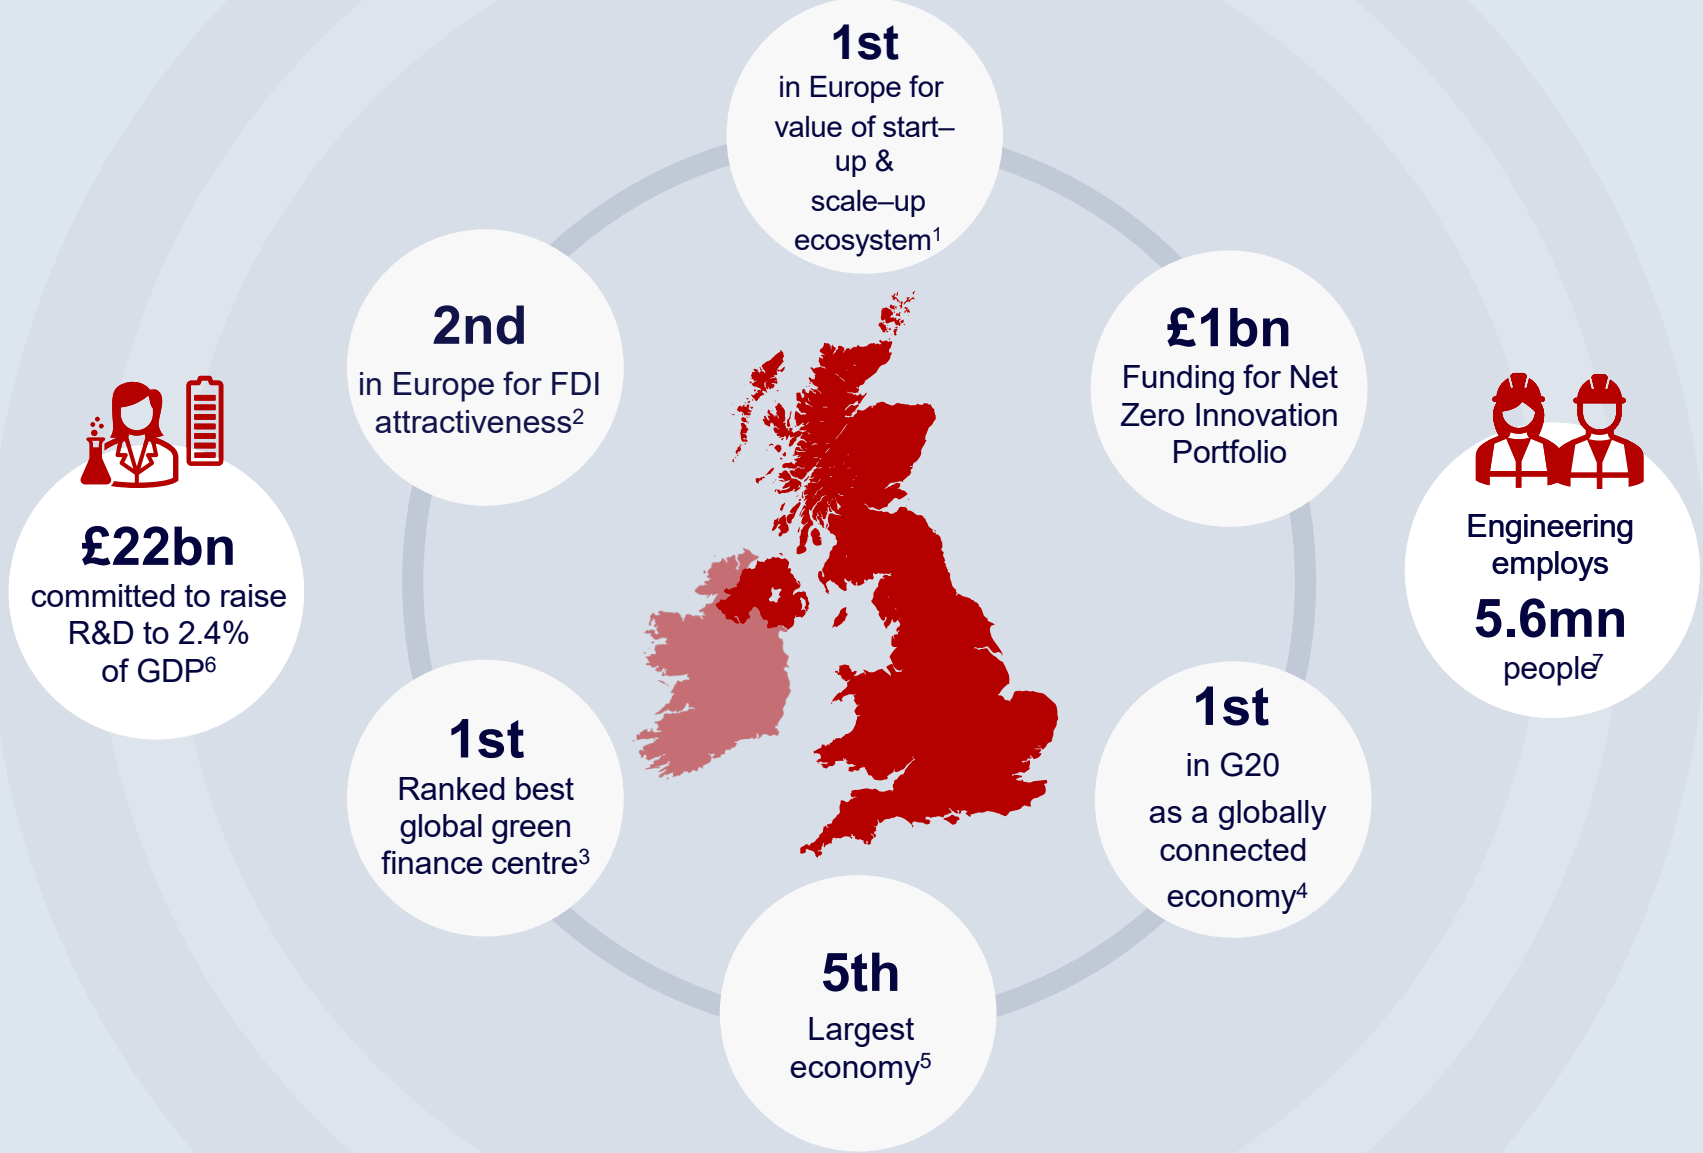 1st
in Europe for
value of start–
up &
scale–up
ecosystem¹
2nd
in Europe for FDI
attractiveness²
£1bn
Funding for Net
Zero Innovation
Portfolio
£22bn
committed to raise
R&D to 2.4%
of GDP⁶
Engineering
employs
5.6mn
people⁷
1st
Ranked best
global green
finance centre³
1st
in G20
as a globally
connected
economy⁴
5th
Largest
economy⁵